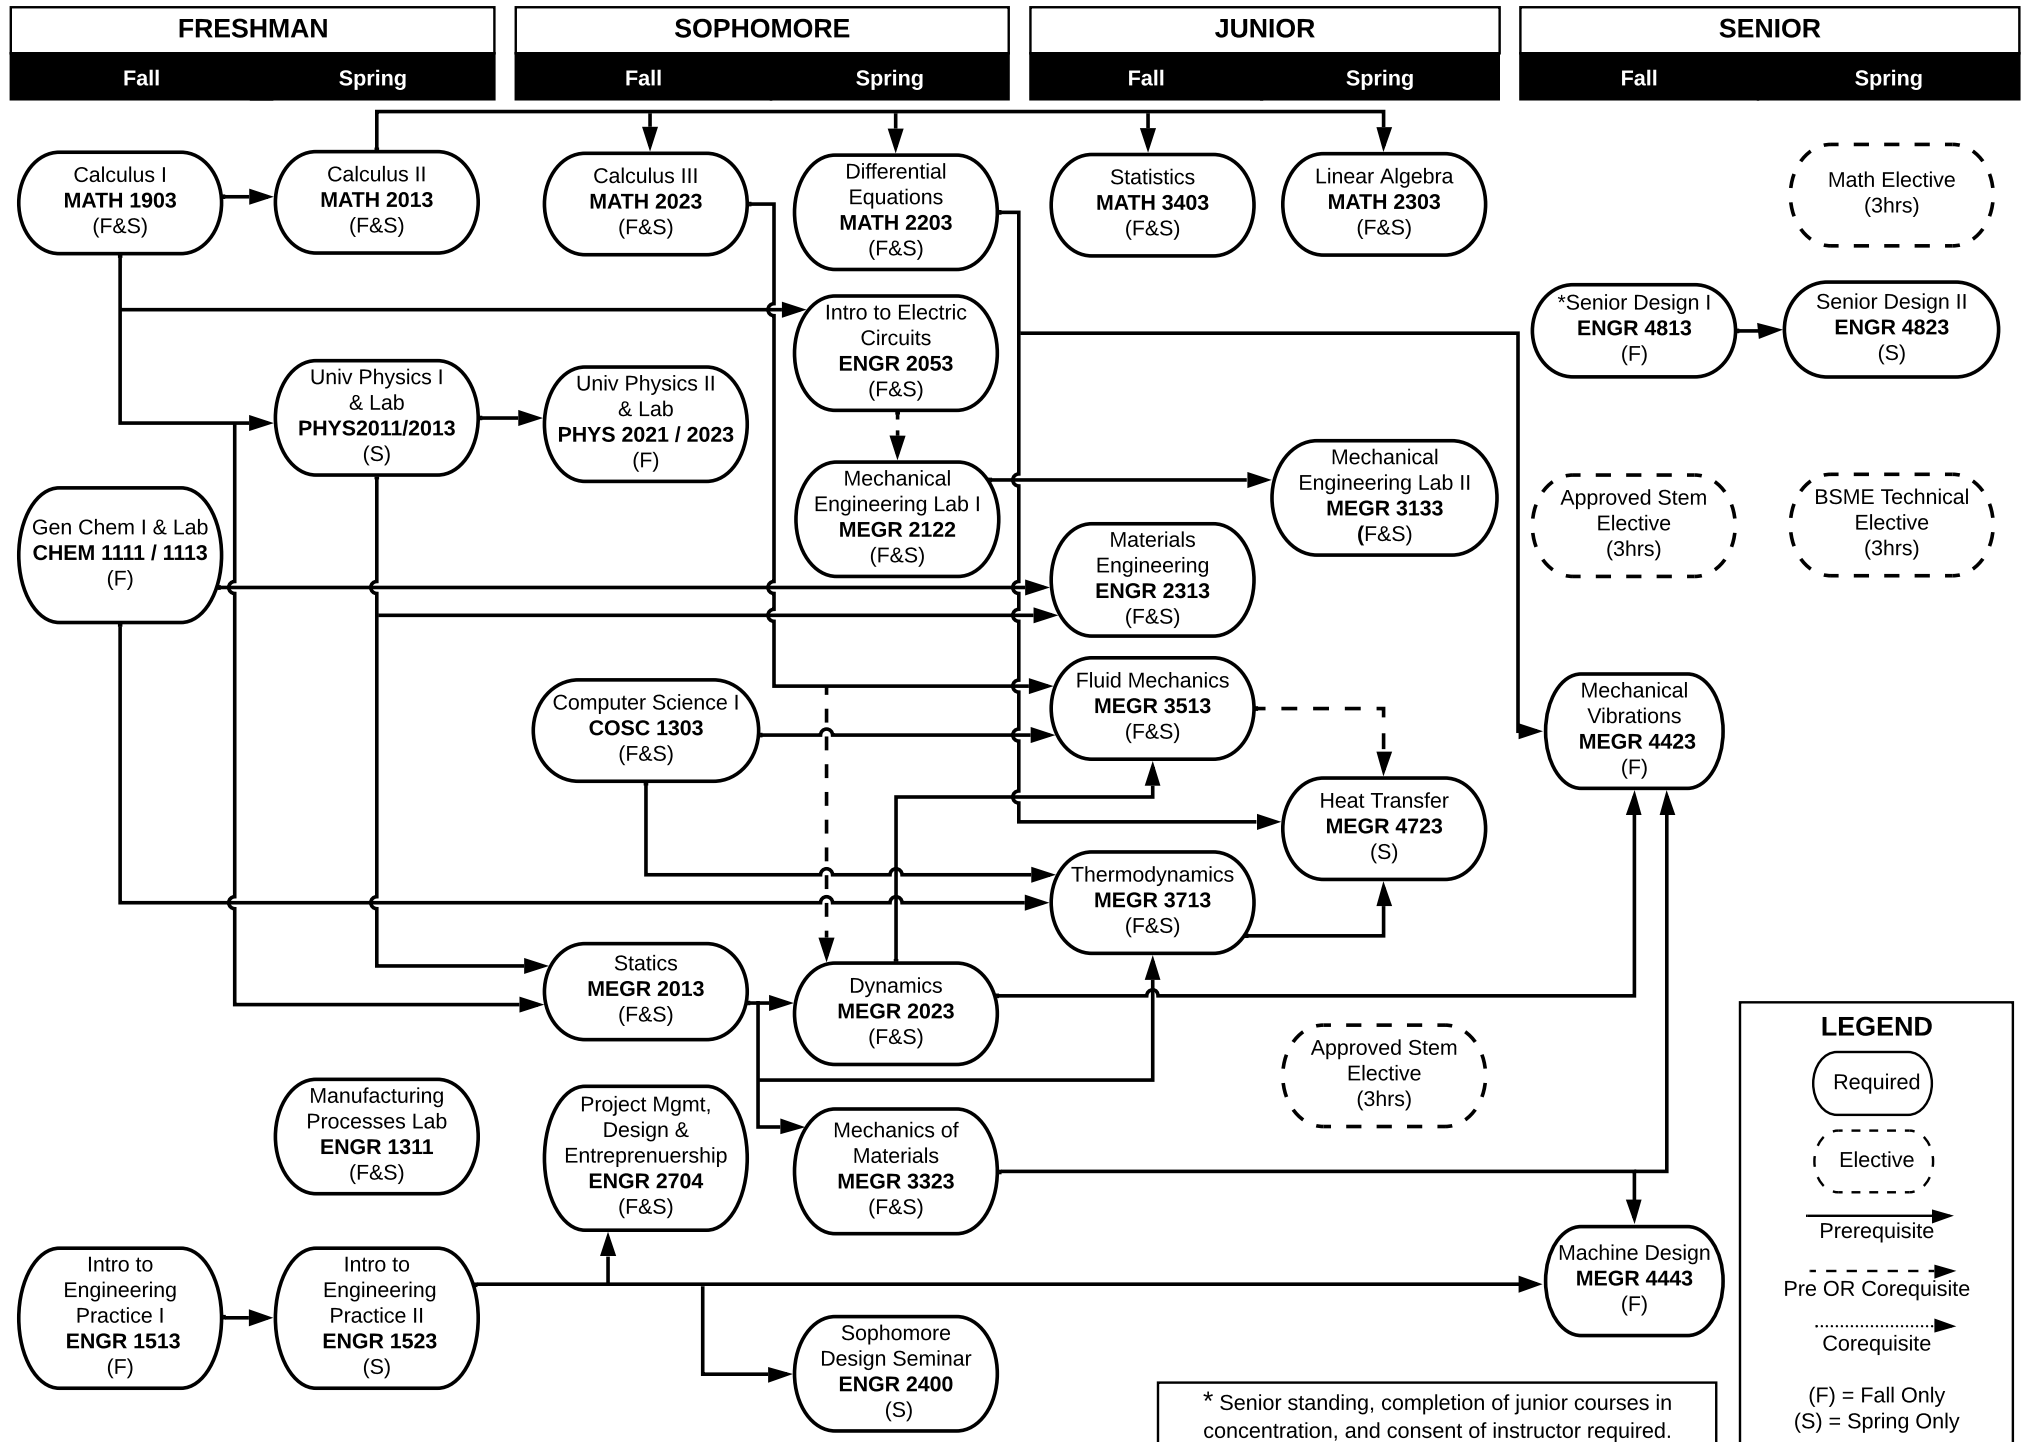 FRESHMAN
SOPHOMORE
JUNIOR
SENIOR
Fall
Spring
Fall
Spring
Fall
Spring
Fall
Spring
Calculus I
MATH 1903
(F&S)
Calculus II
MATH 2013
(F&S)
Calculus III
MATH 2023
(F&S)
Differential
Equations
MATH 2203
(F&S)
Statistics
MATH 3403
(F&S)
Linear Algebra
MATH 2303
(F&S)
Math Elective
(3hrs)
Intro to Electric
Circuits
ENGR 2053
(F&S)
*Senior Design I
ENGR 4813
(F)
Senior Design II
ENGR 4823
(S)
Univ Physics I
& Lab
PHYS2011/2013
(S)
Univ Physics II
& Lab
PHYS 2021 / 2023
(F)
Mechanical
Engineering Lab I
MEGR 2122
(F&S)
Mechanical
Engineering Lab II
MEGR 3133
(F&S)
Approved Stem
Elective
(3hrs)
BSME Technical
Elective
(3hrs)
Gen Chem I & Lab
CHEM 1111 / 1113
(F)
Materials
Engineering
ENGR 2313
(F&S)
Computer Science I
COSC 1303
(F&S)
Fluid Mechanics
MEGR 3513
(F&S)
Mechanical
Vibrations
MEGR 4423
(F)
Heat Transfer
MEGR 4723
(S)
Thermodynamics
MEGR 3713
(F&S)
Statics
MEGR 2013
(F&S)
Dynamics
MEGR 2023
(F&S)
Approved Stem
Elective
(3hrs)
Manufacturing
Processes Lab
ENGR 1311
(F&S)
Project Mgmt,
Design &
Entreprenuership
ENGR 2704
(F&S)
Mechanics of
Materials
MEGR 3323
(F&S)
Intro to
Engineering
Practice I
ENGR 1513
(F)
Intro to
Engineering
Practice II
ENGR 1523
(S)
Machine Design
MEGR 4443
(F)
Sophomore
Design Seminar
ENGR 2400
(S)
* Senior standing, completion of junior courses in
concentration, and consent of instructor required.
LEGEND
Required
Elective
Prerequisite
Pre OR Corequisite
Corequisite
(F) = Fall Only
(S) = Spring Only